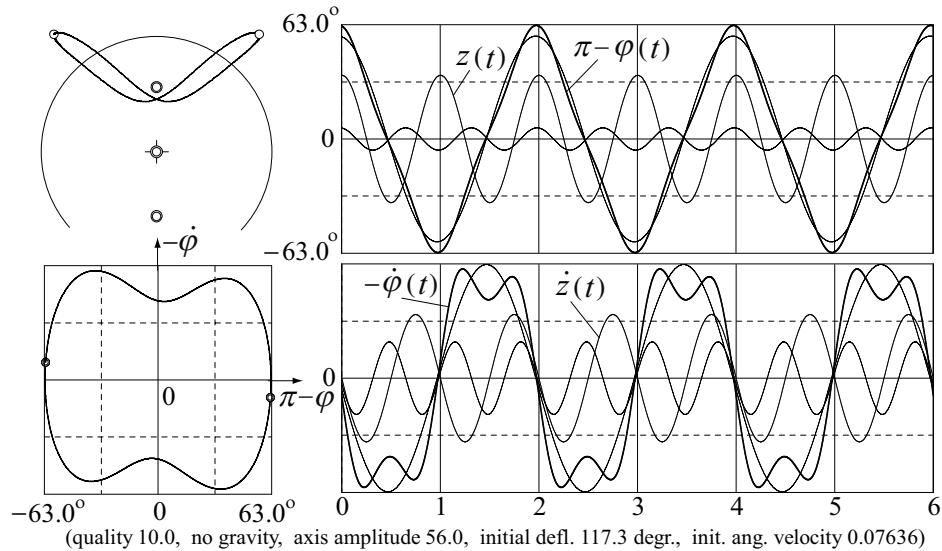 63.0°
z(t)
π−φ(t)
0
−63.0°
−φ̇
−φ̇(t)
ż(t)
0
0
π−φ
−63.0° 0 63.0°
0 1 2 3 4 5 6
(quality 10.0, no gravity, axis amplitude 56.0, initial defl. 117.3 degr., init. ang. velocity 0.07636)